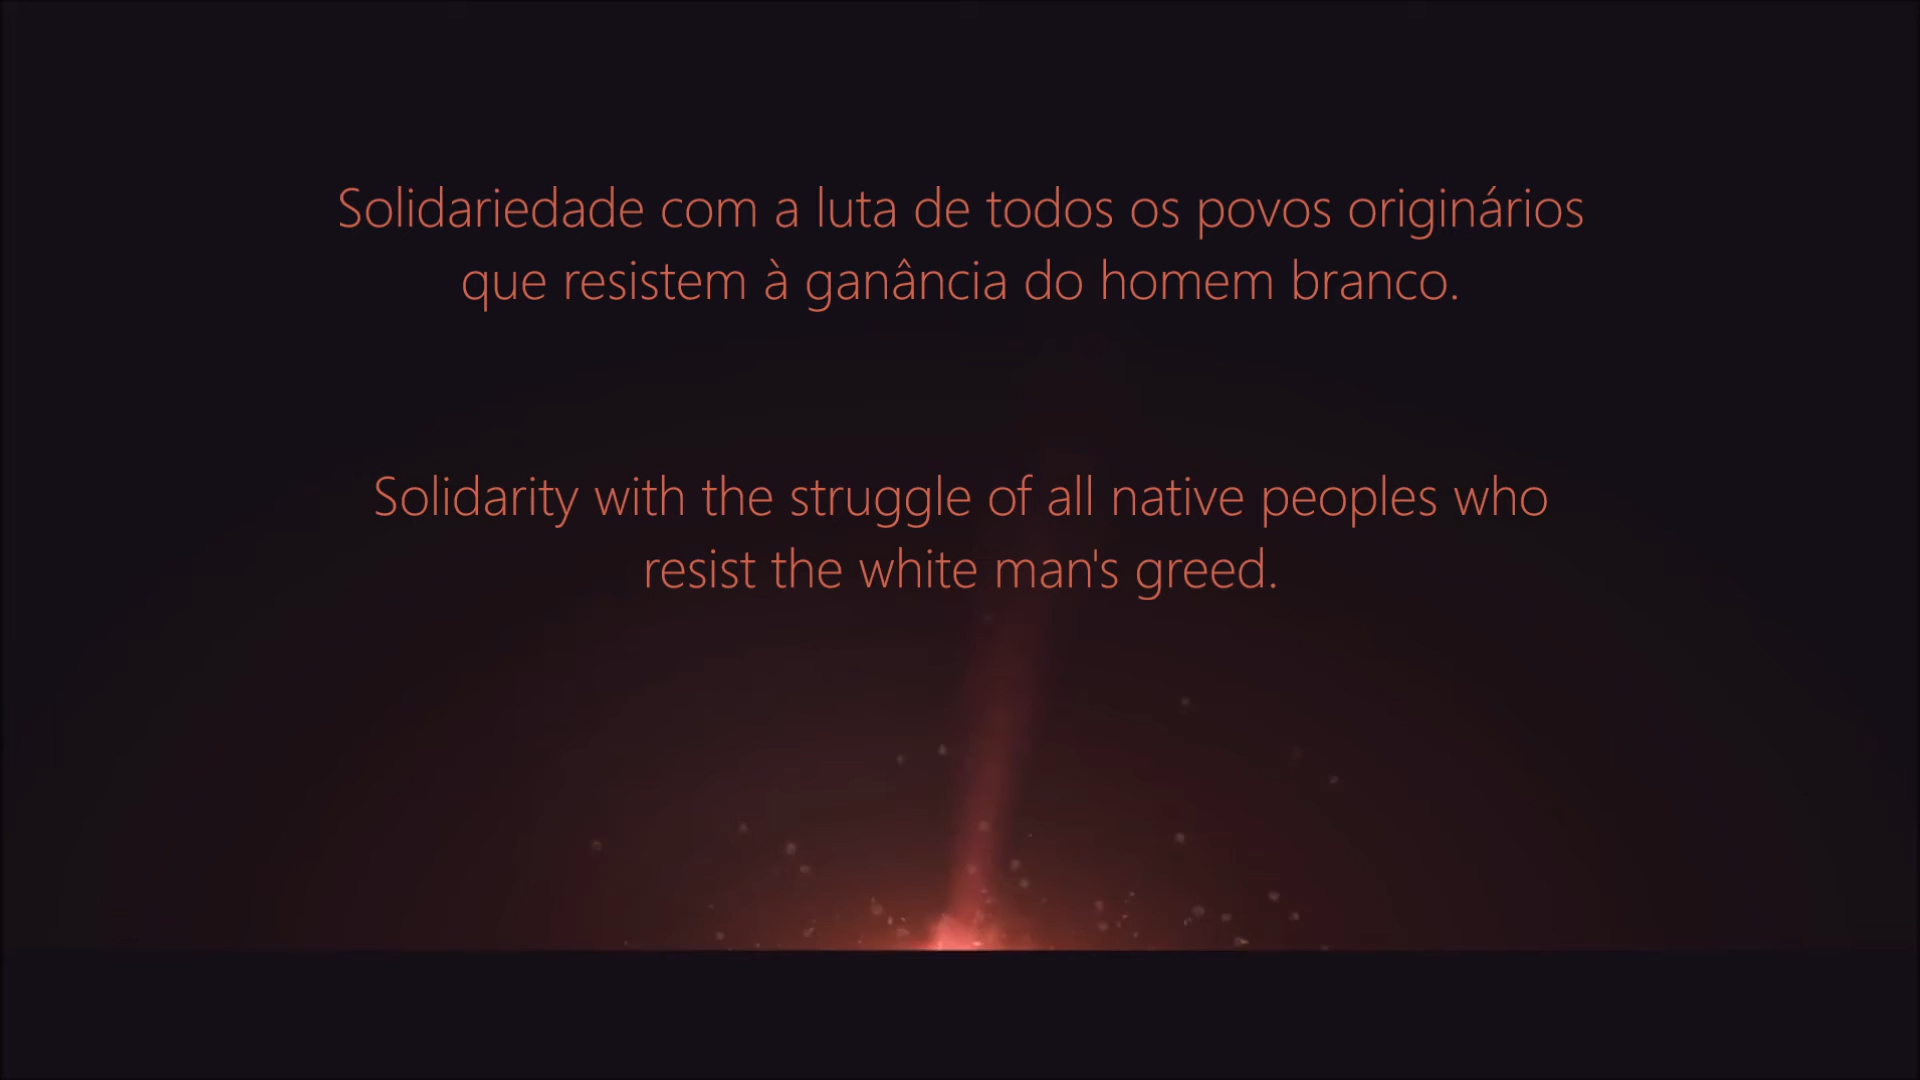 Solidariedade com a luta de todos os povos originários
que resistem à ganância do homem branco.
Solidarity with the struggle of all native peoples who
resist the white man's greed.